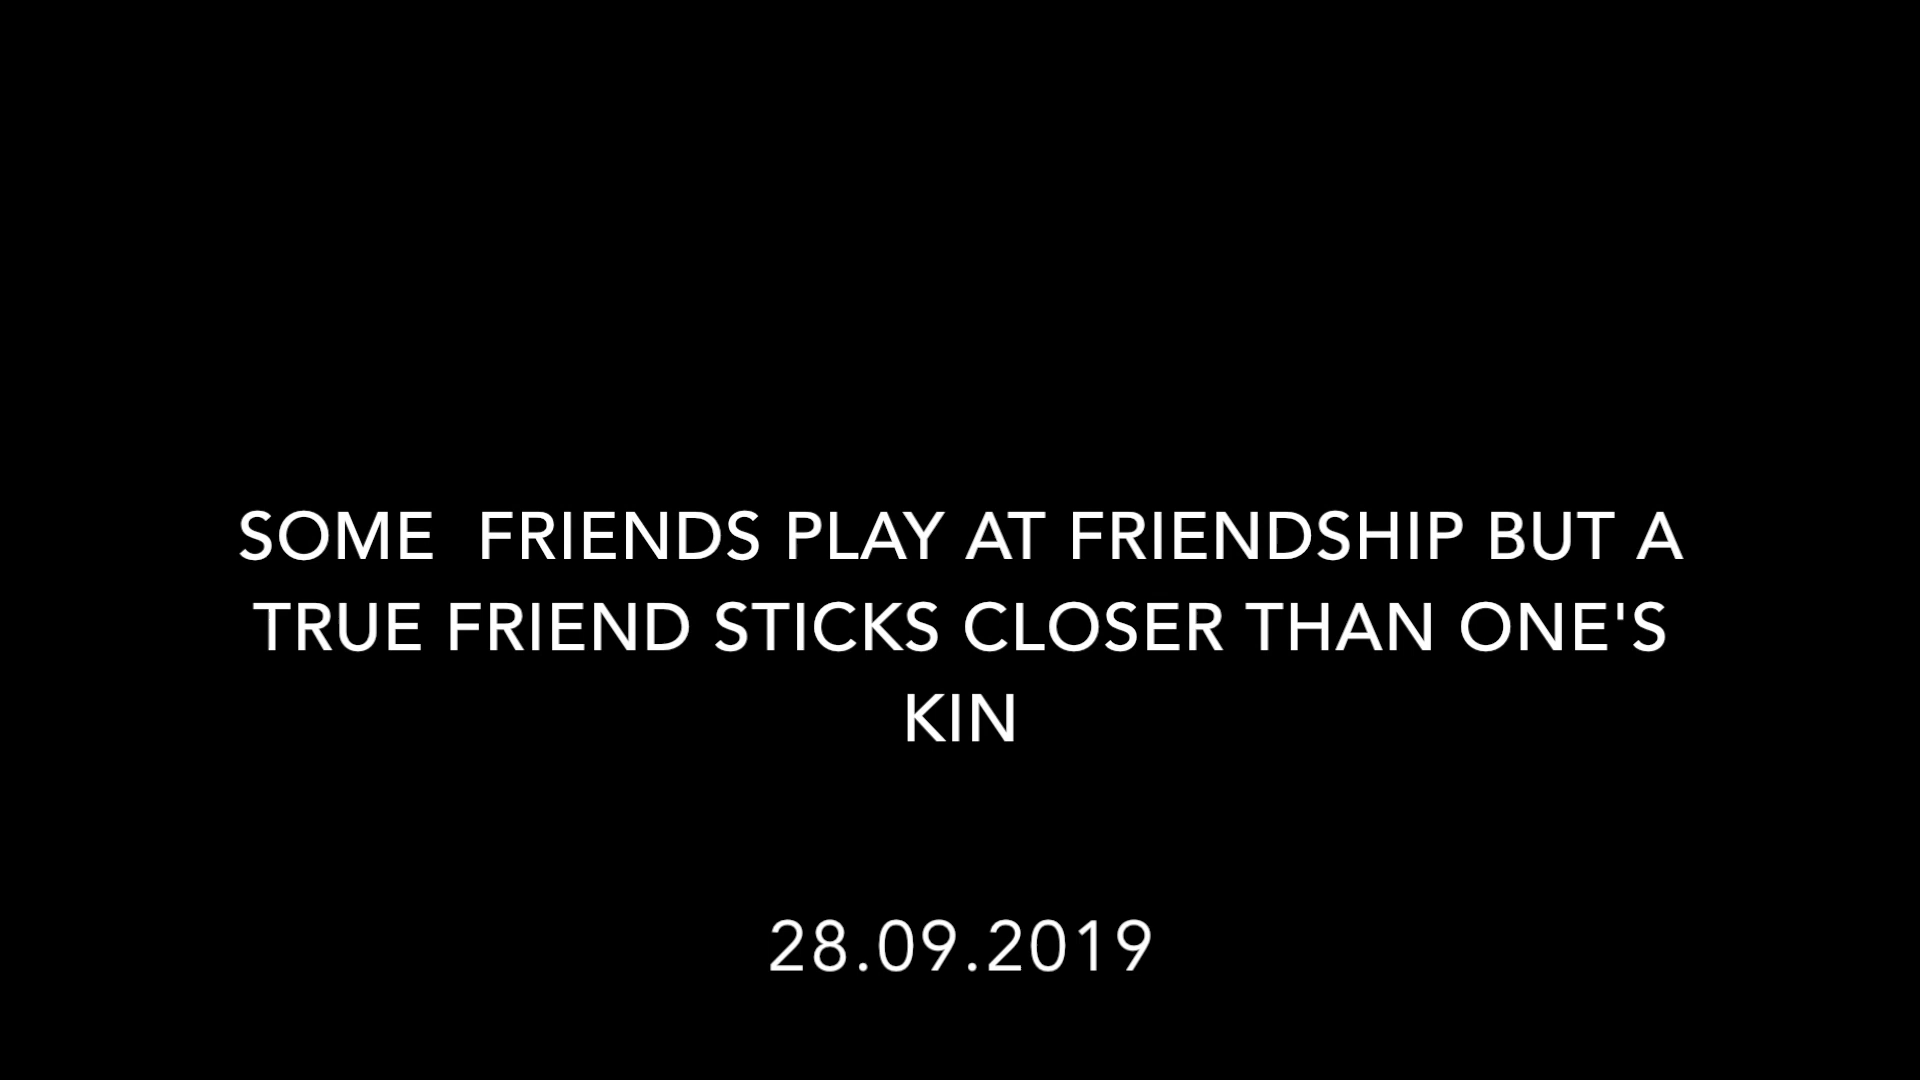 SOME  FRIENDS PLAY AT FRIENDSHIP BUT A
TRUE FRIEND STICKS CLOSER THAN ONE'S
KIN
28.09.2019